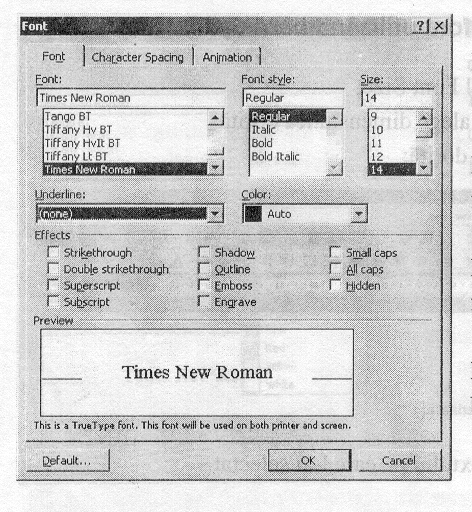 Font ? ×
Font Character Spacing Animation
Font: Font style: Size:
Times New Roman Regular 14
Tango BT Regular 9
Tiffany Hv BT Italic 10
Tiffany HvIt BT Bold 11
Tiffany Lt BT Bold Italic 12
Times New Roman 14
Underline: Color:
(none) Auto
Effects
Strikethrough Shadow Small caps
Double strikethrough Outline All caps
Superscript Emboss Hidden
Subscript Engrave
Preview
Times New Roman
This is a TrueType font. This font will be used on both printer and screen.
Default... OK Cancel